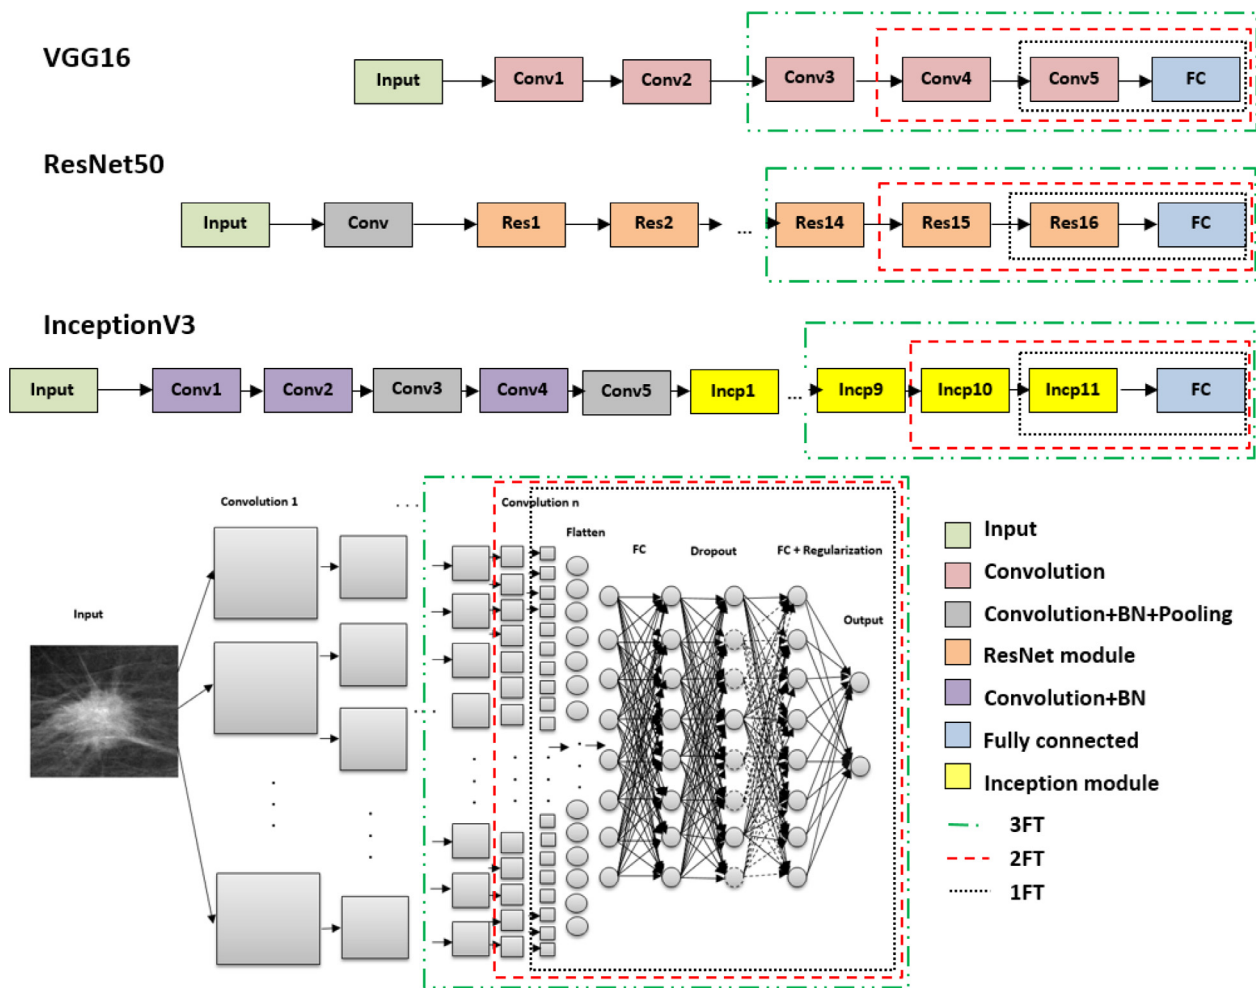 VGG16
Input Conv1 Conv2 Conv3 Conv4 Conv5 FC
ResNet50
Input Conv Res1 Res2 ... Res14 Res15 Res16 FC
InceptionV3
Input Conv1 Conv2 Conv3 Conv4 Conv5 Incp1 ... Incp9 Incp10 Incp11 FC
Convolution 1 ... Convolution n
Flatten
FC Dropout FC + Regularization
Input
Output
Input
Convolution
Convolution+BN+Pooling
ResNet module
Convolution+BN
Fully connected
Inception module
3FT
2FT
1FT